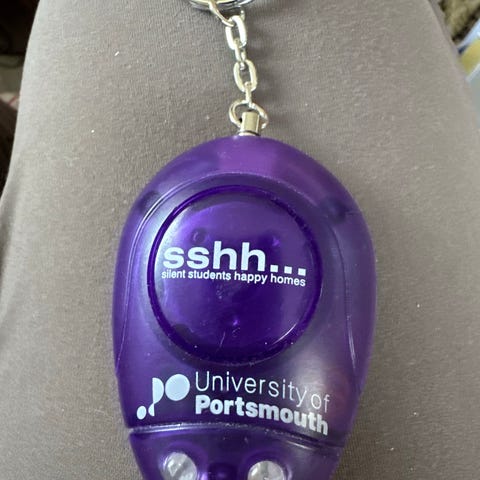 sshh...
silent students happy homes
University of
Portsmouth